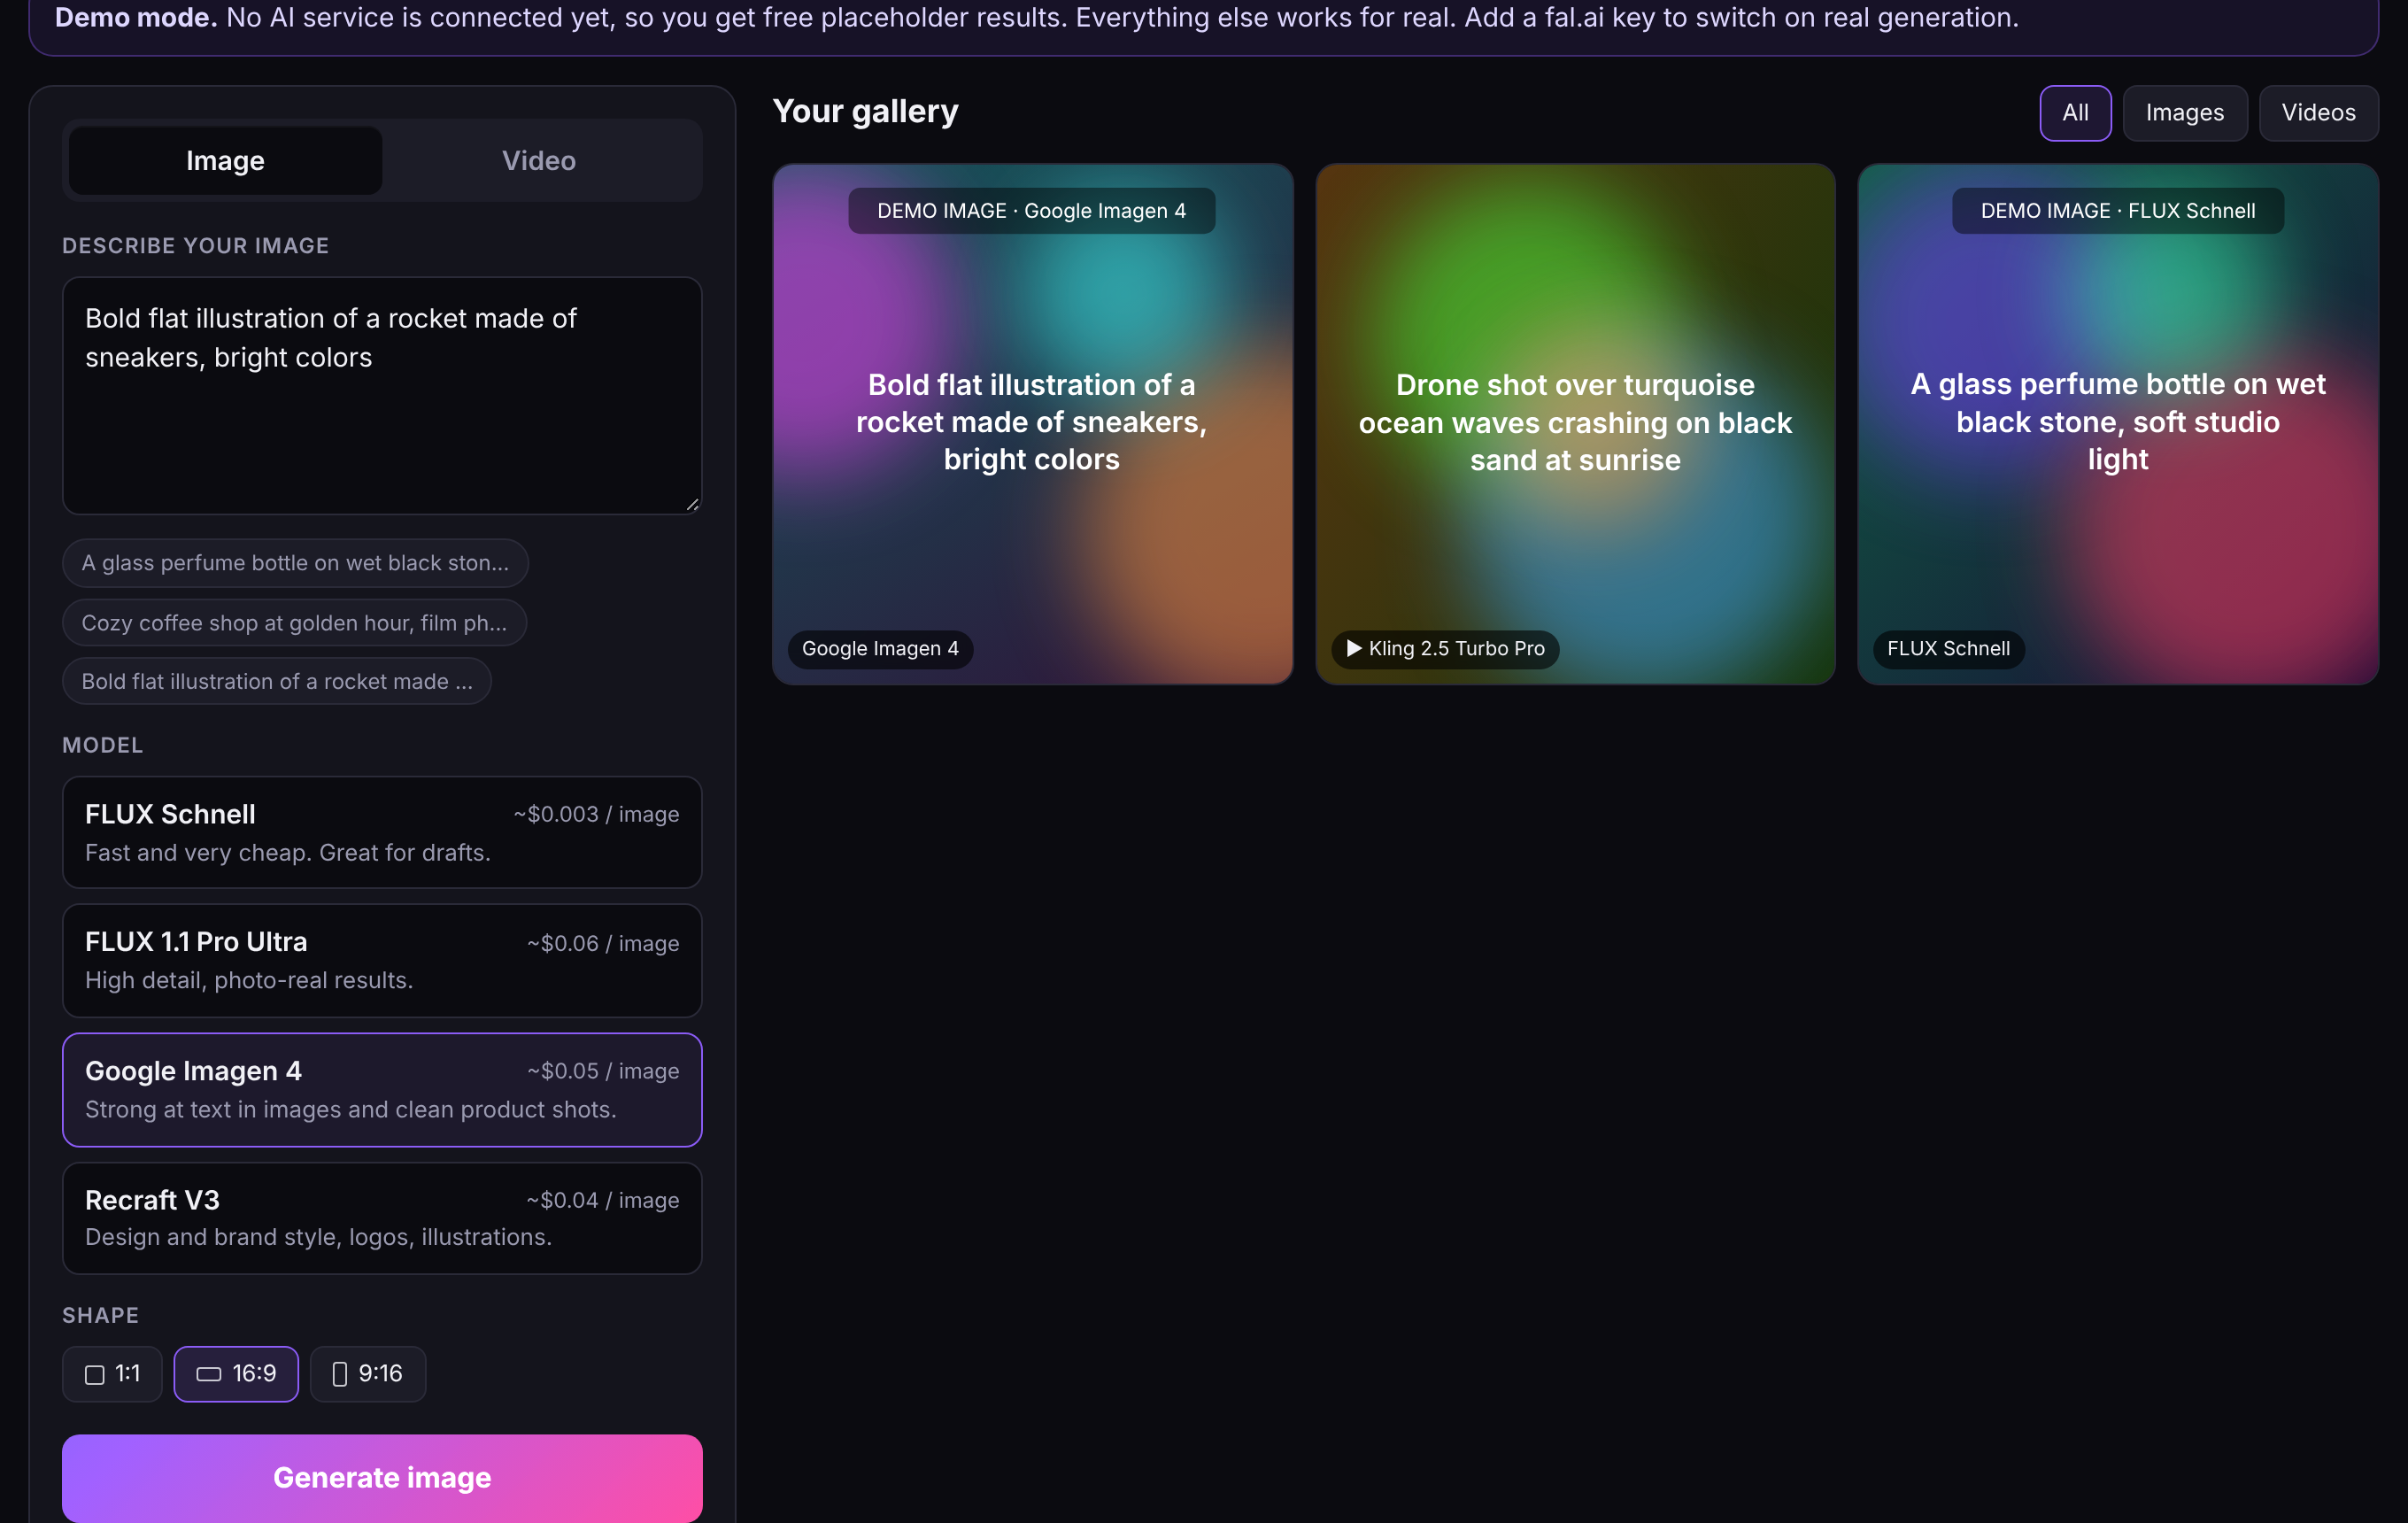 Demo mode. No AI service is connected yet, so you get free placeholder results. Everything else works for real. Add a fal.ai key to switch on real generation.
Image
Video
DESCRIBE YOUR IMAGE
Bold flat illustration of a rocket made of
sneakers, bright colors
A glass perfume bottle on wet black ston...
Cozy coffee shop at golden hour, film ph...
Bold flat illustration of a rocket made ...
MODEL
FLUX Schnell
~$0.003 / image
Fast and very cheap. Great for drafts.
FLUX 1.1 Pro Ultra
~$0.06 / image
High detail, photo-real results.
Google Imagen 4
~$0.05 / image
Strong at text in images and clean product shots.
Recraft V3
~$0.04 / image
Design and brand style, logos, illustrations.
SHAPE
1:1
16:9
9:16
Generate image
Your gallery
All
Images
Videos
DEMO IMAGE · Google Imagen 4
Bold flat illustration of a
rocket made of sneakers,
bright colors
Google Imagen 4
Drone shot over turquoise
ocean waves crashing on black
sand at sunrise
▶ Kling 2.5 Turbo Pro
DEMO IMAGE · FLUX Schnell
A glass perfume bottle on wet
black stone, soft studio
light
FLUX Schnell